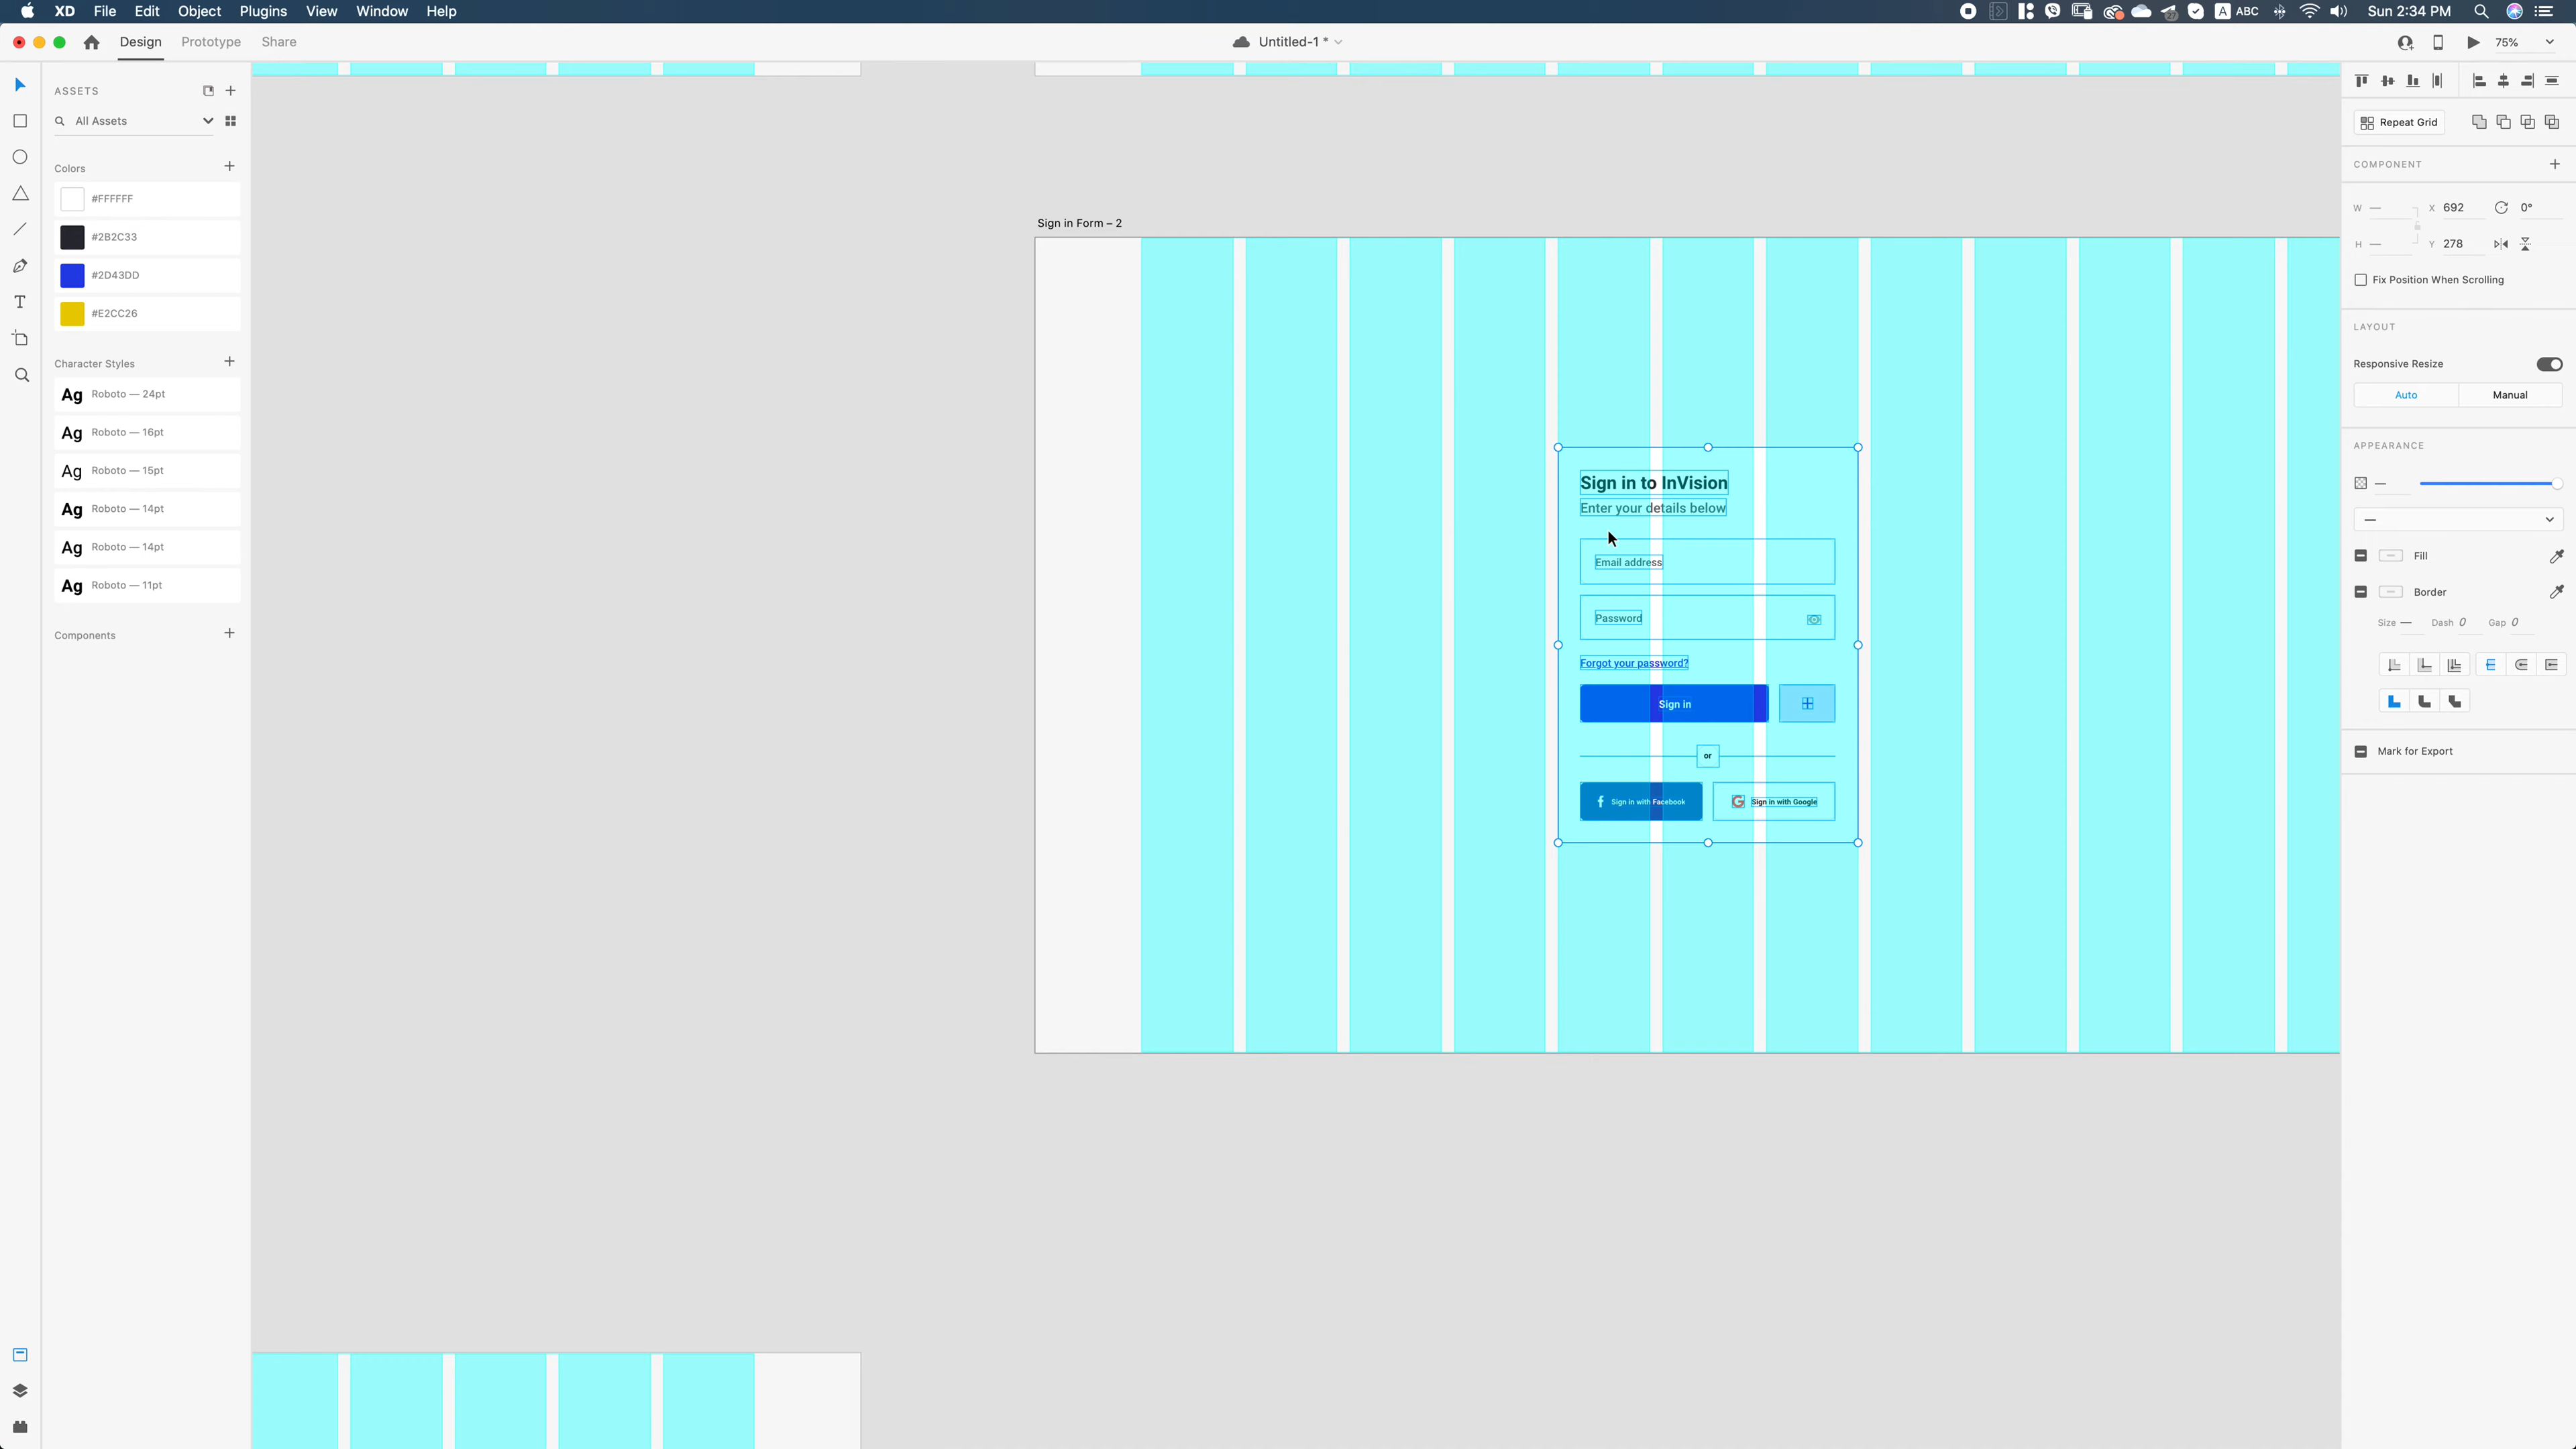 XD File Edit Object Plugins View Window Help
ABC Sun 2:34 PM
Design Prototype Share Untitled-1 * 75%
ASSETS
All Assets
Colors
#FFFFFF
#2B2C33
#2D43DD
#E2CC26
Character Styles
Ag Roboto — 24pt
Ag Roboto — 16pt
Ag Roboto — 15pt
Ag Roboto — 14pt
Ag Roboto — 14pt
Ag Roboto — 11pt
Components
Sign in Form – 2
Sign in to InVision
Enter your details below
Email address
Password
Forgot your password?
Sign in
or
f Sign in with Facebook
G Sign in with Google
Repeat Grid
COMPONENT
W — X 692 0°
H — Y 278
Fix Position When Scrolling
LAYOUT
Responsive Resize
Auto Manual
APPEARANCE
—
—
Fill
Border
Size — Dash 0 Gap 0
Mark for Export